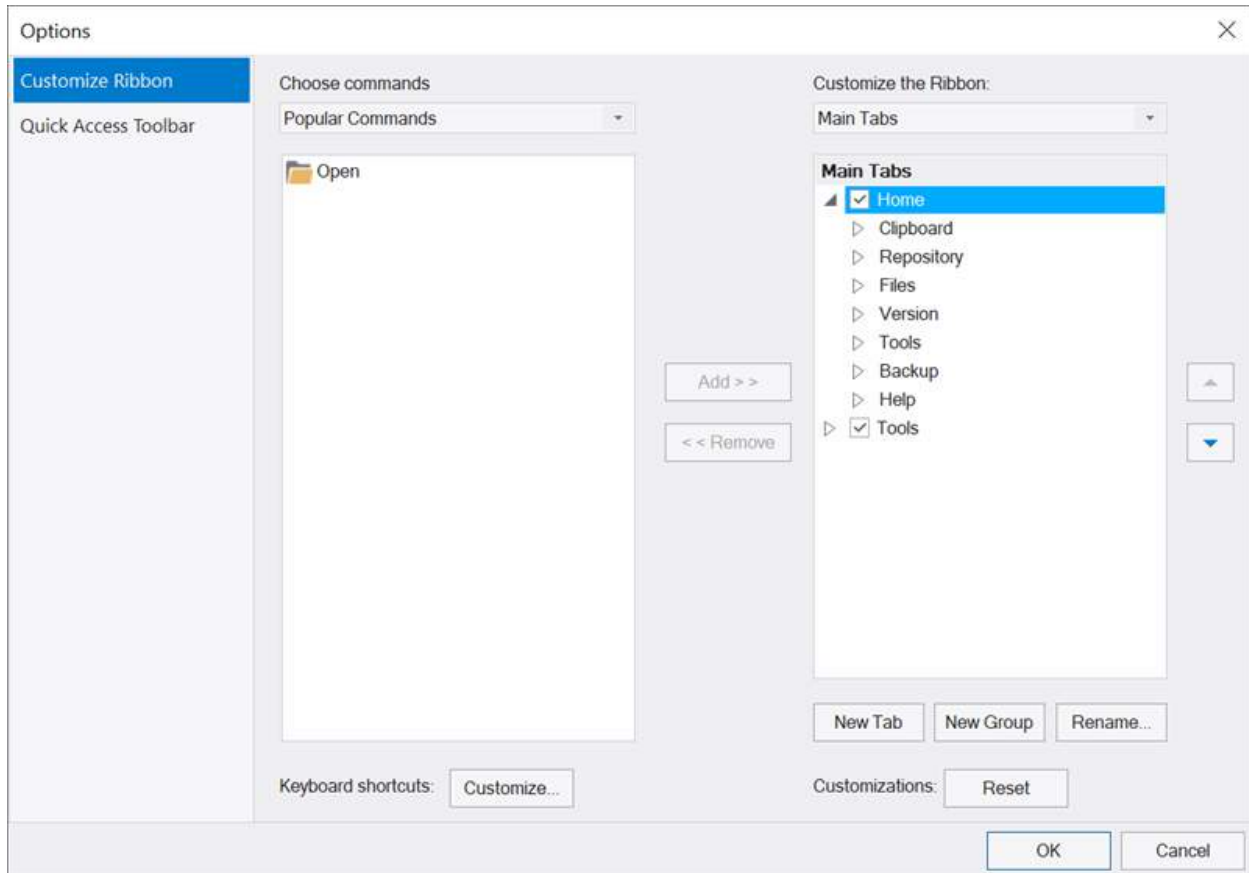 Options
Customize Ribbon
Quick Access Toolbar
Choose commands
Popular Commands
Open
Add > >
< < Remove
Customize the Ribbon:
Main Tabs
Main Tabs
Home
Clipboard
Repository
Files
Version
Tools
Backup
Help
Tools
New Tab
New Group
Rename...
Keyboard shortcuts:
Customize...
Customizations:
Reset
OK
Cancel